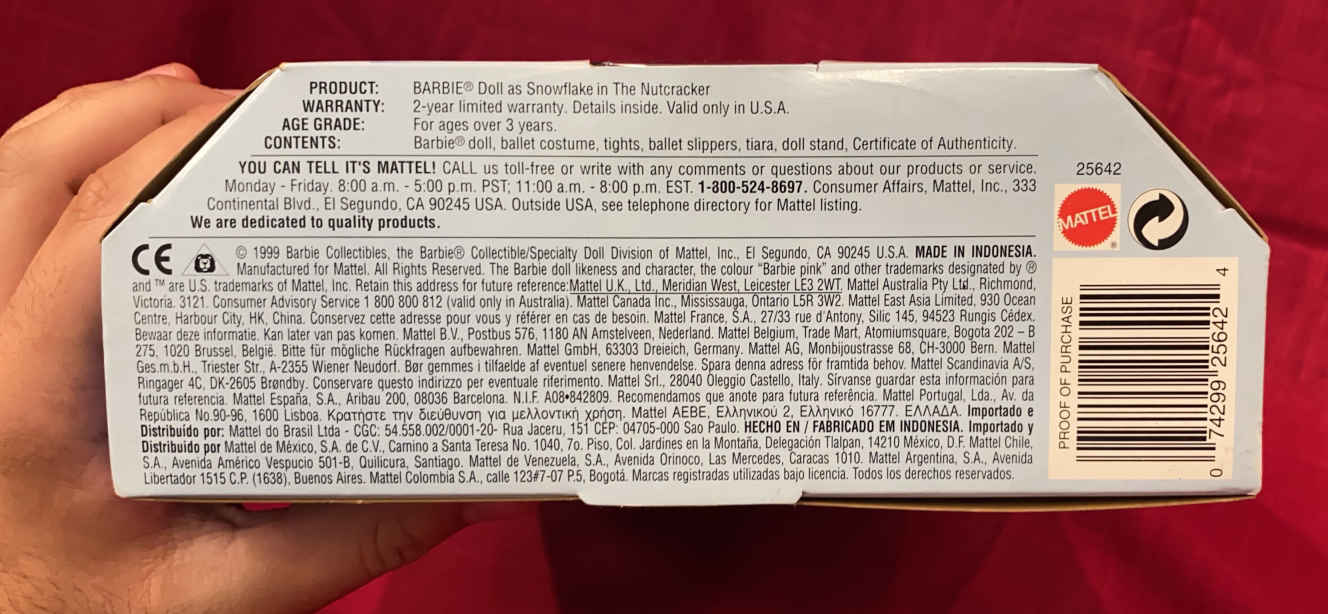 PRODUCT: BARBIE® Doll as Snowflake in The Nutcracker
WARRANTY: 2-year limited warranty. Details inside. Valid only in U.S.A.
AGE GRADE: For ages over 3 years.
CONTENTS: Barbie® doll, ballet costume, tights, ballet slippers, tiara, doll stand, Certificate of Authenticity.
YOU CAN TELL IT'S MATTEL! CALL us toll-free or write with any comments or questions about our products or service.
Monday - Friday. 8:00 a.m. - 5:00 p.m. PST; 11:00 a.m. - 8:00 p.m. EST. 1-800-524-8697. Consumer Affairs, Mattel, Inc., 333
Continental Blvd., El Segundo, CA 90245 USA. Outside USA, see telephone directory for Mattel listing.
We are dedicated to quality products.
CE © 1999 Barbie Collectibles, the Barbie® Collectible/Specialty Doll Division of Mattel, Inc., El Segundo, CA 90245 U.S.A. MADE IN INDONESIA.
Manufactured for Mattel. All Rights Reserved. The Barbie doll likeness and character, the colour "Barbie pink" and other trademarks designated by ®
and ™ are U.S. trademarks of Mattel, Inc. Retain this address for future reference: Mattel U.K., Ltd., Meridian West, Leicester LE3 2WT, Mattel Australia Pty Ltd., Richmond,
Victoria. 3121. Consumer Advisory Service 1 800 800 812 (valid only in Australia). Mattel Canada Inc., Mississauga, Ontario L5R 3W2. Mattel East Asia Limited, 930 Ocean
Centre, Harbour City, HK, China. Conservez cette adresse pour vous y référer en cas de besoin. Mattel France, S.A., 27/33 rue d'Antony, Silic 145, 94523 Rungis Cédex.
Bewaar deze informatie. Kan later van pas komen. Mattel B.V., Postbus 576, 1180 AN Amstelveen, Nederland. Mattel Belgium, Trade Mart, Atomiumsquare, Bogota 202 – B
275, 1020 Brussel, België. Bitte für mögliche Rückfragen aufbewahren. Mattel GmbH, 63303 Dreieich, Germany. Mattel AG, Monbijoustrasse 68, CH-3000 Bern. Mattel
Ges.m.b.H., Triester Str., A-2355 Wiener Neudorf. Bør gemmes i tilfaelde af eventuel senere henvendelse. Spara denna adress för framtida behov. Mattel Scandinavia A/S,
Ringager 4C, DK-2605 Brøndby. Conservare questo indirizzo per eventuale riferimento. Mattel Srl., 28040 Oleggio Castello, Italy. Sírvanse guardar esta información para
futura referencia. Mattel España, S.A., Aribau 200, 08036 Barcelona. N.I.F. A08•842809. Recomendamos que anote para futura referência. Mattel Portugal, Lda., Av. da
República No.90-96, 1600 Lisboa. Κρατήστε την διεύθυνση για μελλοντική χρήση. Mattel AEBE, Ελληνικού 2, Ελληνικό 16777. ΕΛΛΑΔΑ. Importado e
Distribuido por: Mattel do Brasil Ltda - CGC: 54.558.002/0001-20- Rua Jaceru, 151 CEP: 04705-000 Sao Paulo. HECHO EN / FABRICADO EM INDONESIA. Importado y
Distribuido por Mattel de México, S.A. de C.V., Camino a Santa Teresa No. 1040, 7o. Piso, Col. Jardines en la Montaña, Delegación Tlalpan, 14210 México, D.F. Mattel Chile,
S.A., Avenida Américo Vespucio 501-B, Quilicura, Santiago. Mattel de Venezuela, S.A., Avenida Orinoco, Las Mercedes, Caracas 1010. Mattel Argentina, S.A., Avenida
Libertador 1515 C.P. (1638), Buenos Aires. Mattel Colombia S.A., calle 123#7-07 P.5, Bogotá. Marcas registradas utilizadas bajo licencia. Todos los derechos reservados.
25642
MATTEL ®
PROOF OF PURCHASE
0 74299 25642 4